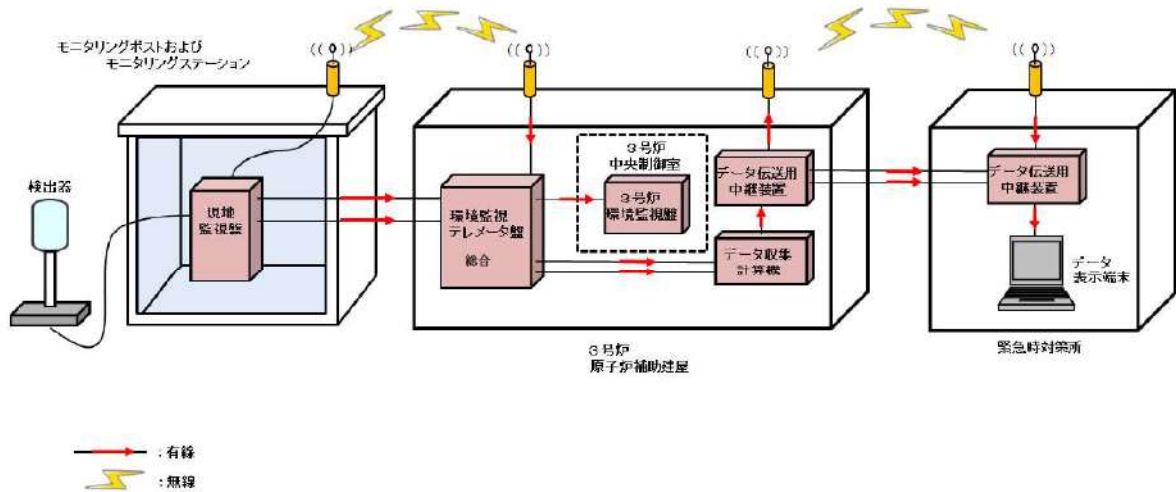 モニタリングポストおよび
モニタリングステーション
検出器
現地
監視盤
環境監視
テレメータ盤
総合
3号炉
中央制御室
3号炉
環境監視盤
データ伝送用
中継装置
データ収集
計算機
データ伝送用
中継装置
データ
表示端末
3号炉
原子炉補助建屋
緊急時対策所
：有線
：無線